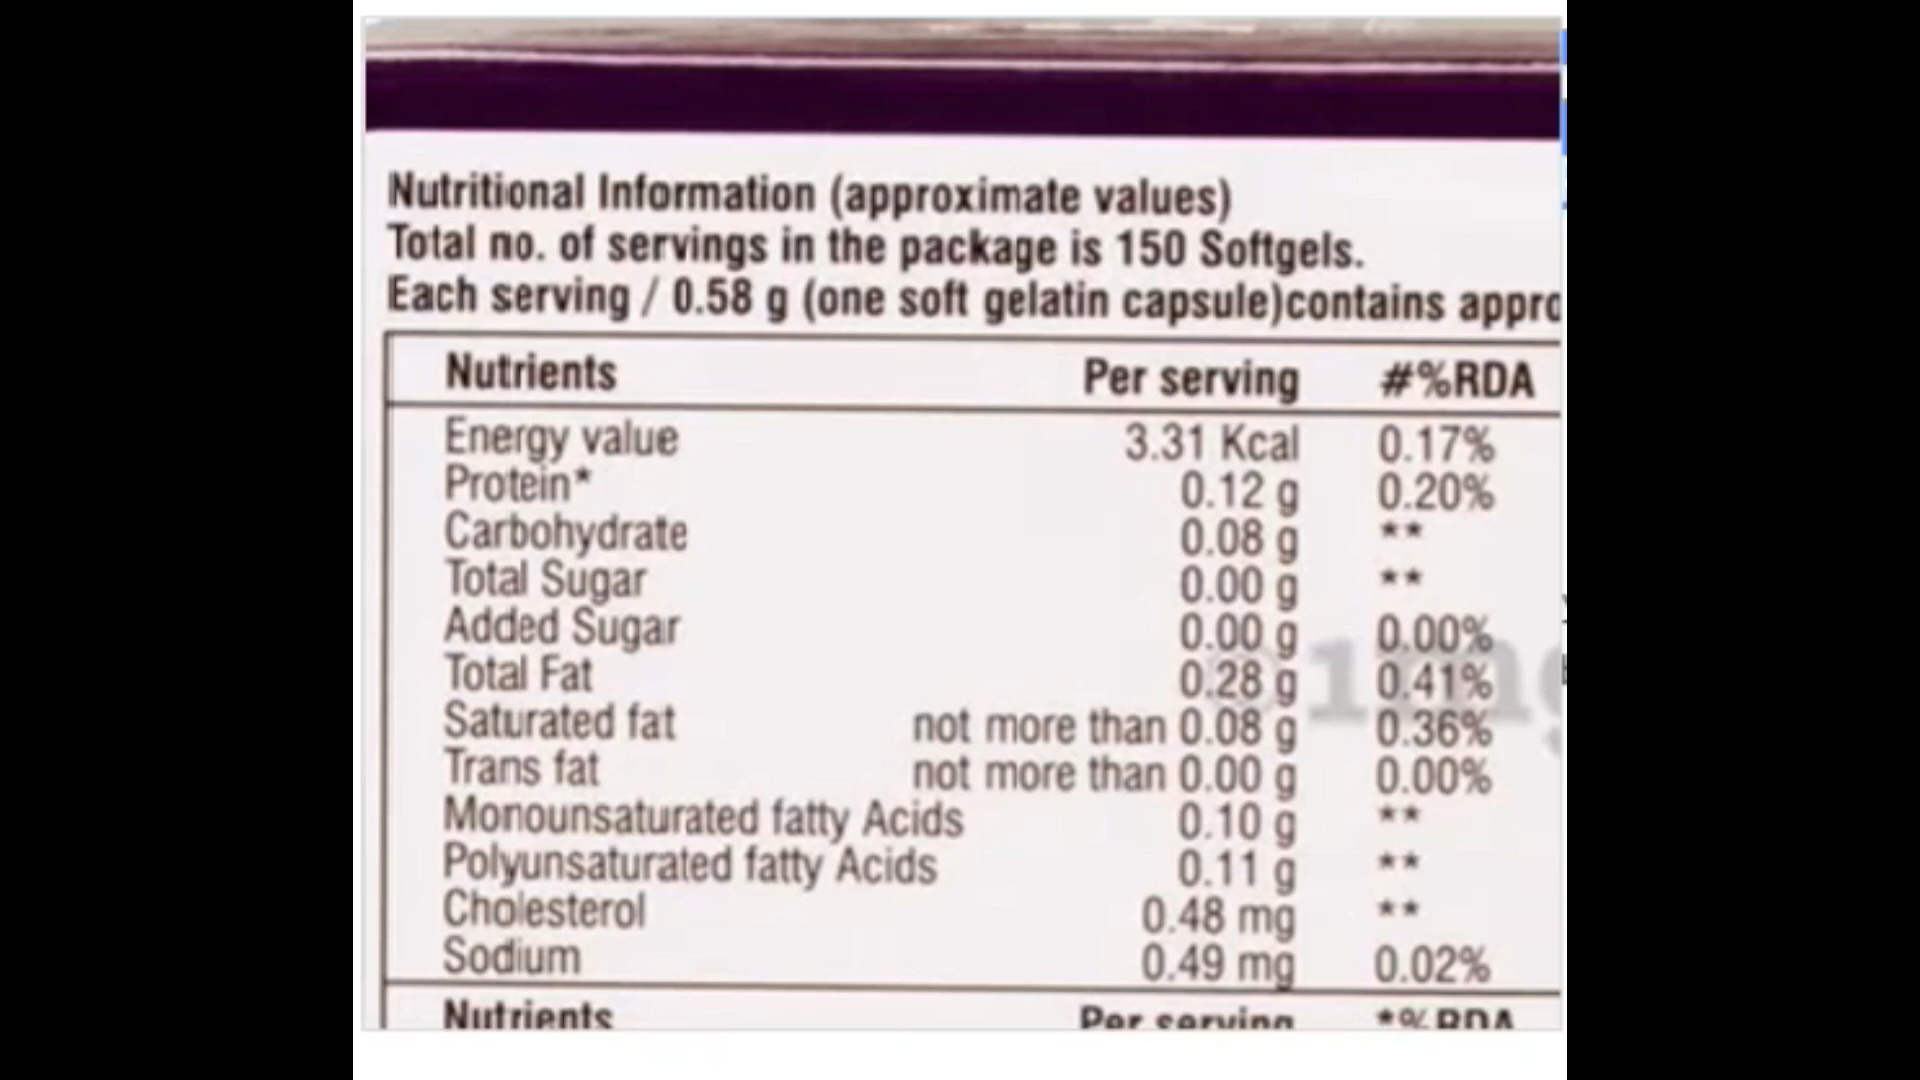 Nutritional Information (approximate values)
Total no. of servings in the package is 150 Softgels.
Each serving / 0.58 g (one soft gelatin capsule)contains appro
Nutrients Per serving #%RDA
Energy value 3.31 Kcal 0.17%
Protein* 0.12 g 0.20%
Carbohydrate 0.08 g **
Total Sugar 0.00 g **
Added Sugar 0.00 g 0.00%
Total Fat 0.28 g 0.41%
Saturated fat not more than 0.08 g 0.36%
Trans fat not more than 0.00 g 0.00%
Monounsaturated fatty Acids 0.10 g **
Polyunsaturated fatty Acids 0.11 g **
Cholesterol 0.48 mg **
Sodium 0.49 mg 0.02%
Nutrients Per serving *%RDA